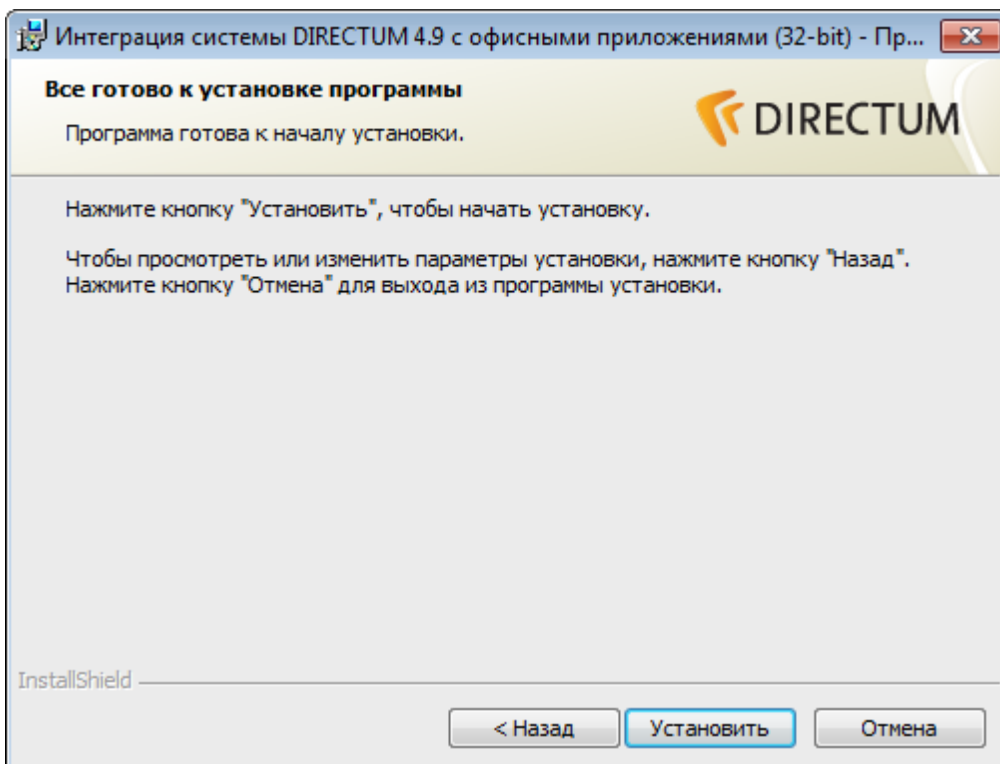 Интеграция системы DIRECTUM 4.9 с офисными приложениями (32-bit) - Пр...
Все готово к установке программы
DIRECTUM
Программа готова к началу установки.
Нажмите кнопку "Установить", чтобы начать установку.
Чтобы просмотреть или изменить параметры установки, нажмите кнопку "Назад".
Нажмите кнопку "Отмена" для выхода из программы установки.
InstallShield
< Назад
Установить
Отмена